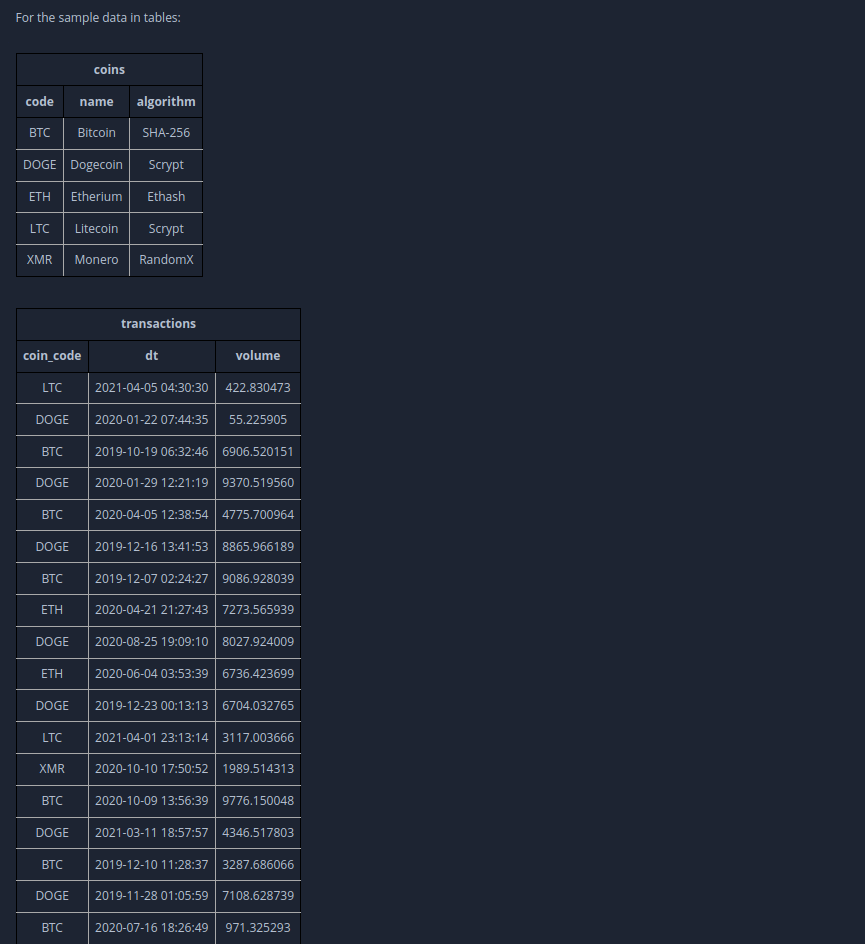 For the sample data in tables:
coins
code name algorithm
BTC Bitcoin SHA-256
DOGE Dogecoin Scrypt
ETH Etherium Ethash
LTC Litecoin Scrypt
XMR Monero RandomX
transactions
coin_code dt volume
LTC 2021-04-05 04:30:30 422.830473
DOGE 2020-01-22 07:44:35 55.225905
BTC 2019-10-19 06:32:46 6906.520151
DOGE 2020-01-29 12:21:19 9370.519560
BTC 2020-04-05 12:38:54 4775.700964
DOGE 2019-12-16 13:41:53 8865.966189
BTC 2019-12-07 02:24:27 9086.928039
ETH 2020-04-21 21:27:43 7273.565939
DOGE 2020-08-25 19:09:10 8027.924009
ETH 2020-06-04 03:53:39 6736.423699
DOGE 2019-12-23 00:13:13 6704.032765
LTC 2021-04-01 23:13:14 3117.003666
XMR 2020-10-10 17:50:52 1989.514313
BTC 2020-10-09 13:56:39 9776.150048
DOGE 2021-03-11 18:57:57 4346.517803
BTC 2019-12-10 11:28:37 3287.686066
DOGE 2019-11-28 01:05:59 7108.628739
BTC 2020-07-16 18:26:49 971.325293